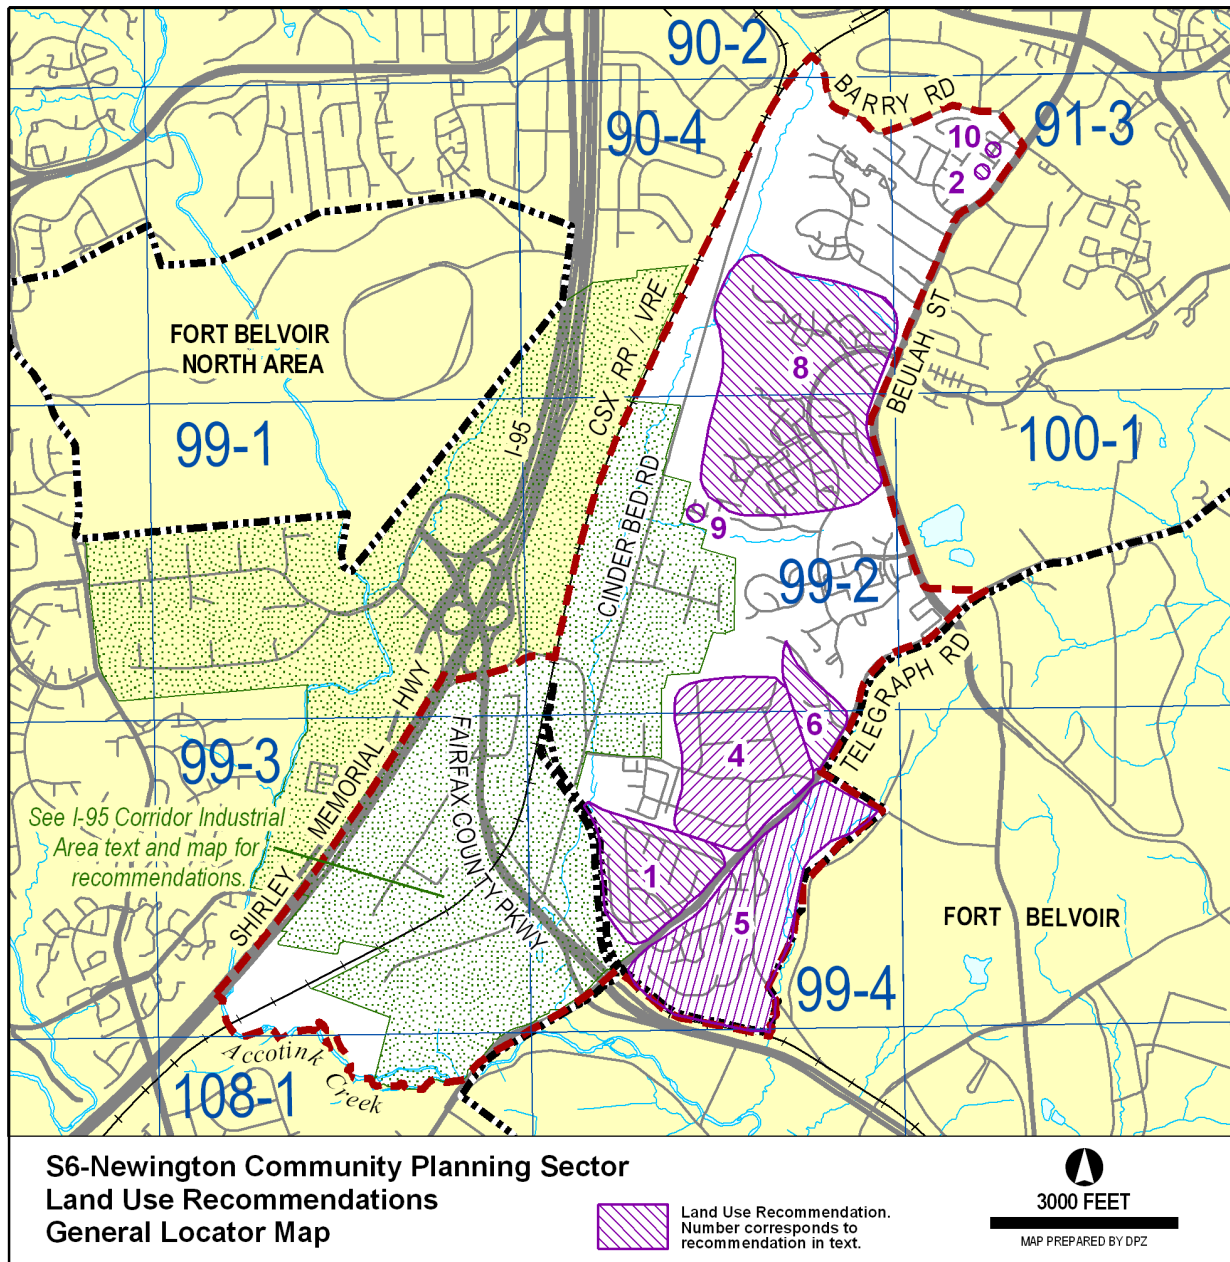 90-2
BARRY RD
90-4
91-3
10
2
FORT BELVOIR
NORTH AREA
CSX RR / VRE
8
BEULAH ST
I-95
99-1
100-1
CINDER BED RD
9
99-2
HWY
TELEGRAPH RD
6
4
99-3
FAIRFAX COUNTY PKWY
SHIRLEY MEMORIAL
See I-95 Corridor Industrial
Area text and map for
recommendations.
1
5
FORT BELVOIR
99-4
Accotink Creek
108-1
S6-Newington Community Planning Sector
Land Use Recommendations
General Locator Map
Land Use Recommendation.
Number corresponds to
recommendation in text.
3000 FEET
MAP PREPARED BY DPZ